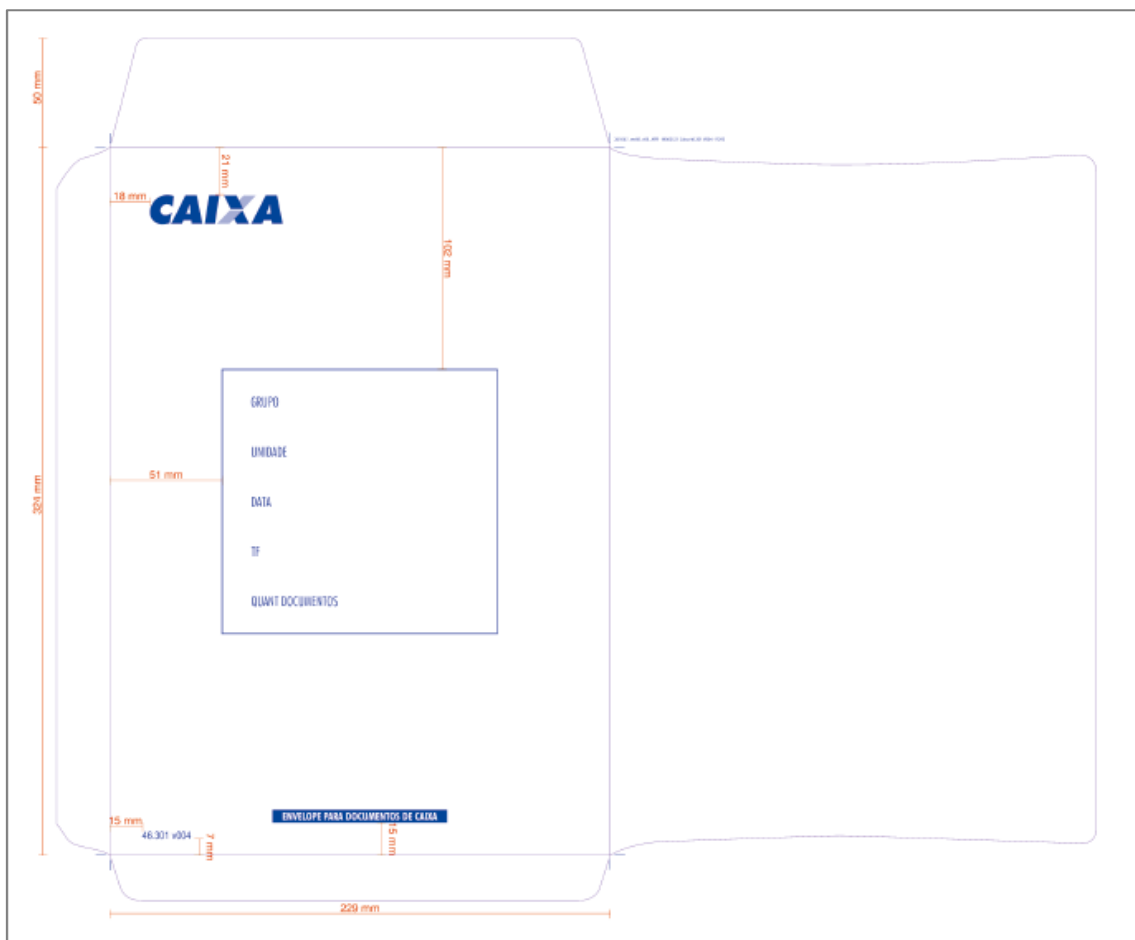 50 mm
21 mm
18 mm
CAIXA
102 mm
GRUPO
UNIDADE
51 mm
324 mm
DATA
TF
QUANT DOCUMENTOS
ENVELOPE PARA DOCUMENTOS DE CAIXA
15 mm
46.301 v004
7 mm
15 mm
229 mm